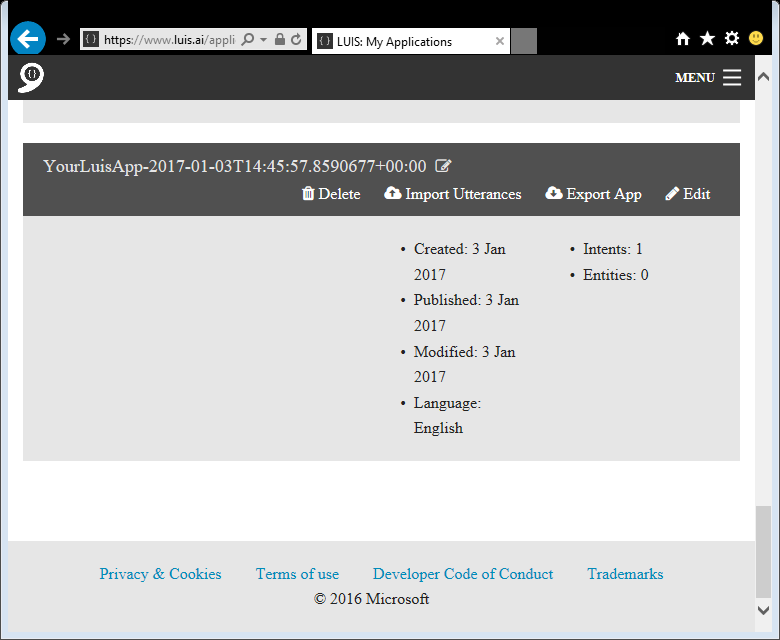 https://www.luis.ai/appli
LUIS: My Applications
MENU
YourLuisApp-2017-01-03T14:45:57.8590677+00:00
Delete Import Utterances Export App Edit
• Created: 3 Jan
2017
• Published: 3 Jan
2017
• Modified: 3 Jan
2017
• Language:
English
• Intents: 1
• Entities: 0
Privacy & Cookies Terms of use Developer Code of Conduct Trademarks
© 2016 Microsoft